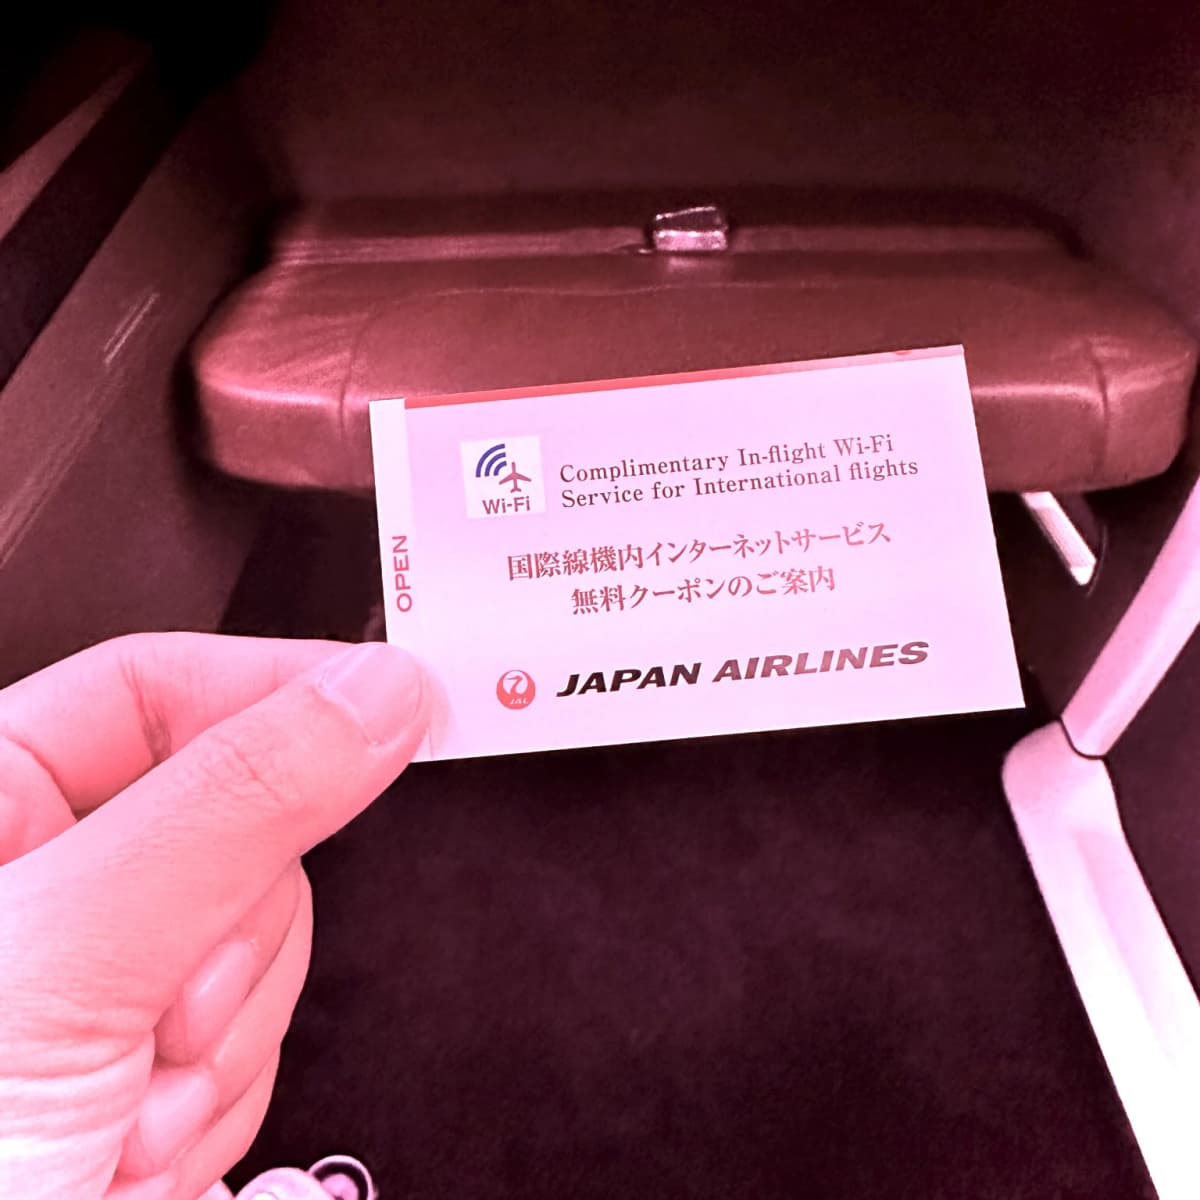 Wi-Fi
Complimentary In-flight Wi-Fi
Service for International flights
OPEN
国際線機内インターネットサービス
無料クーポンのご案内
JAL
JAPAN AIRLINES